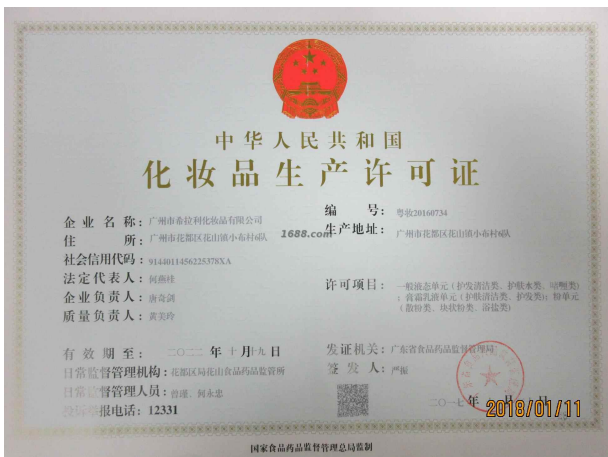 中华人民共和国
化妆品生产许可证
企业名称：广州市希拉利化妆品有限公司
编号：粤妆20160734
住所：广州市花都区花山镇小布村6队
生产地址：广州市花都区花山镇小布村6队
1688.com
社会信用代码：9144011456225378XA
法定代表人：何燕桂
许可项目：一般液态单元（护发清洁类、护肤水类、啫喱类）
；膏霜乳液单元（护肤清洁类、护发类）；粉单元
（散粉类、块状粉类、浴盐类）
企业负责人：唐奇剑
质量负责人：黄美玲
有效期至：二〇二二年十月十九日
发证机关：广东省食品药品监督管理局
日常监督管理机构：花都区局花山食品药品监管所
签发人：严振
日常监督管理人员：曾谨、何永忠
投诉举报电话：12331
二〇一七年 月 日
2018/01/11
国家食品药品监督管理总局监制